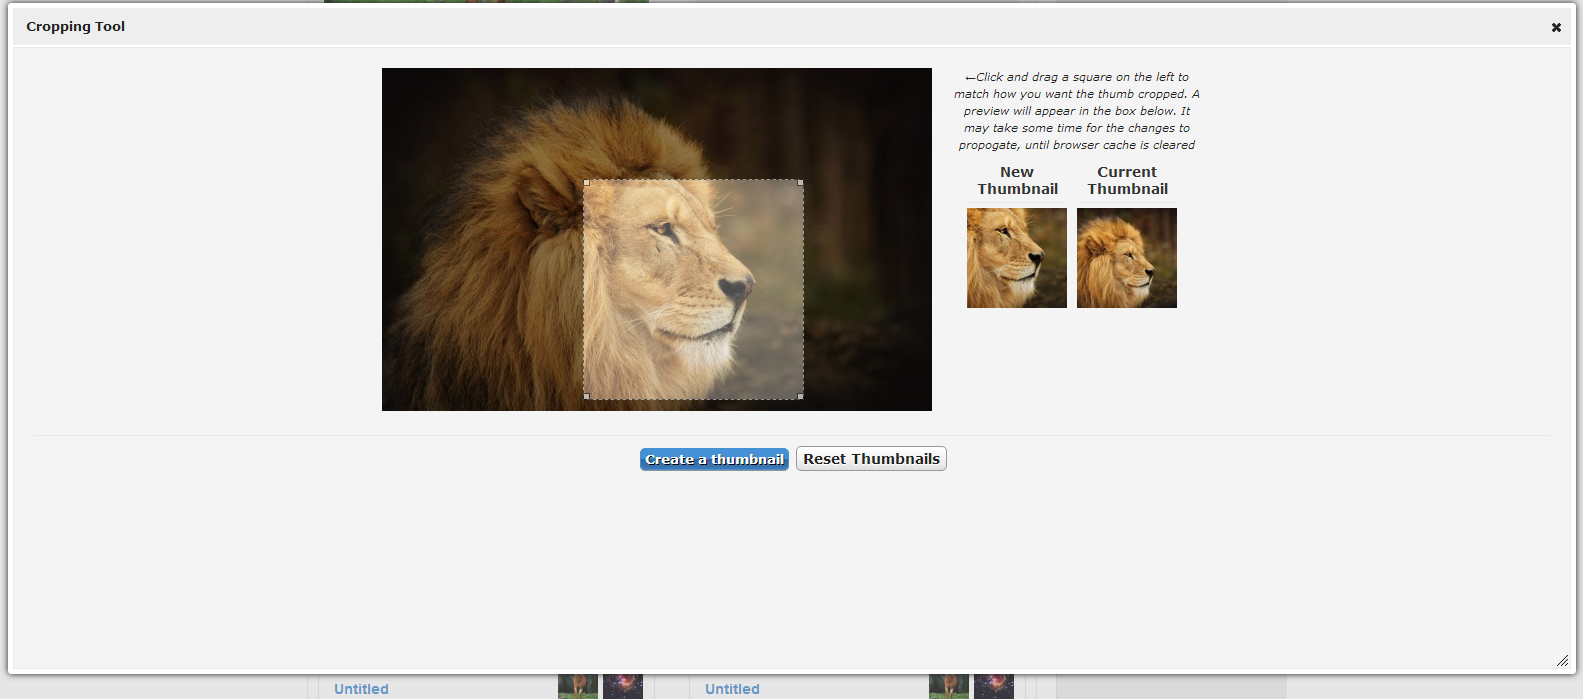 Cropping Tool
←Click and drag a square on the left to
match how you want the thumb cropped. A
preview will appear in the box below. It
may take some time for the changes to
propogate, until browser cache is cleared
New
Thumbnail
Current
Thumbnail
Create a thumbnail
Reset Thumbnails
Untitled
Untitled